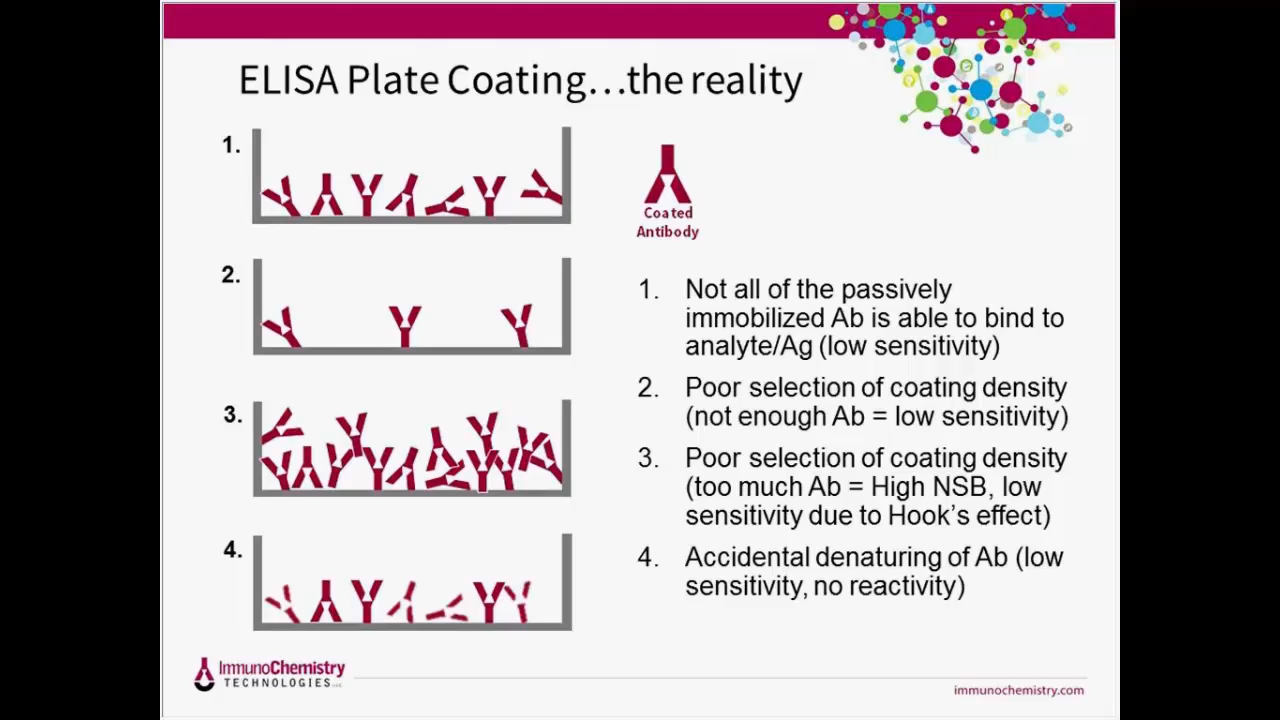 ELISA Plate Coating…the reality
1.
2.
3.
4.
Coated
Antibody
1. Not all of the passively
immobilized Ab is able to bind to
analyte/Ag (low sensitivity)
2. Poor selection of coating density
(not enough Ab = low sensitivity)
3. Poor selection of coating density
(too much Ab = High NSB, low
sensitivity due to Hook's effect)
4. Accidental denaturing of Ab (low
sensitivity, no reactivity)
ImmunoChemistry
TECHNOLOGIES
immunochemistry.com